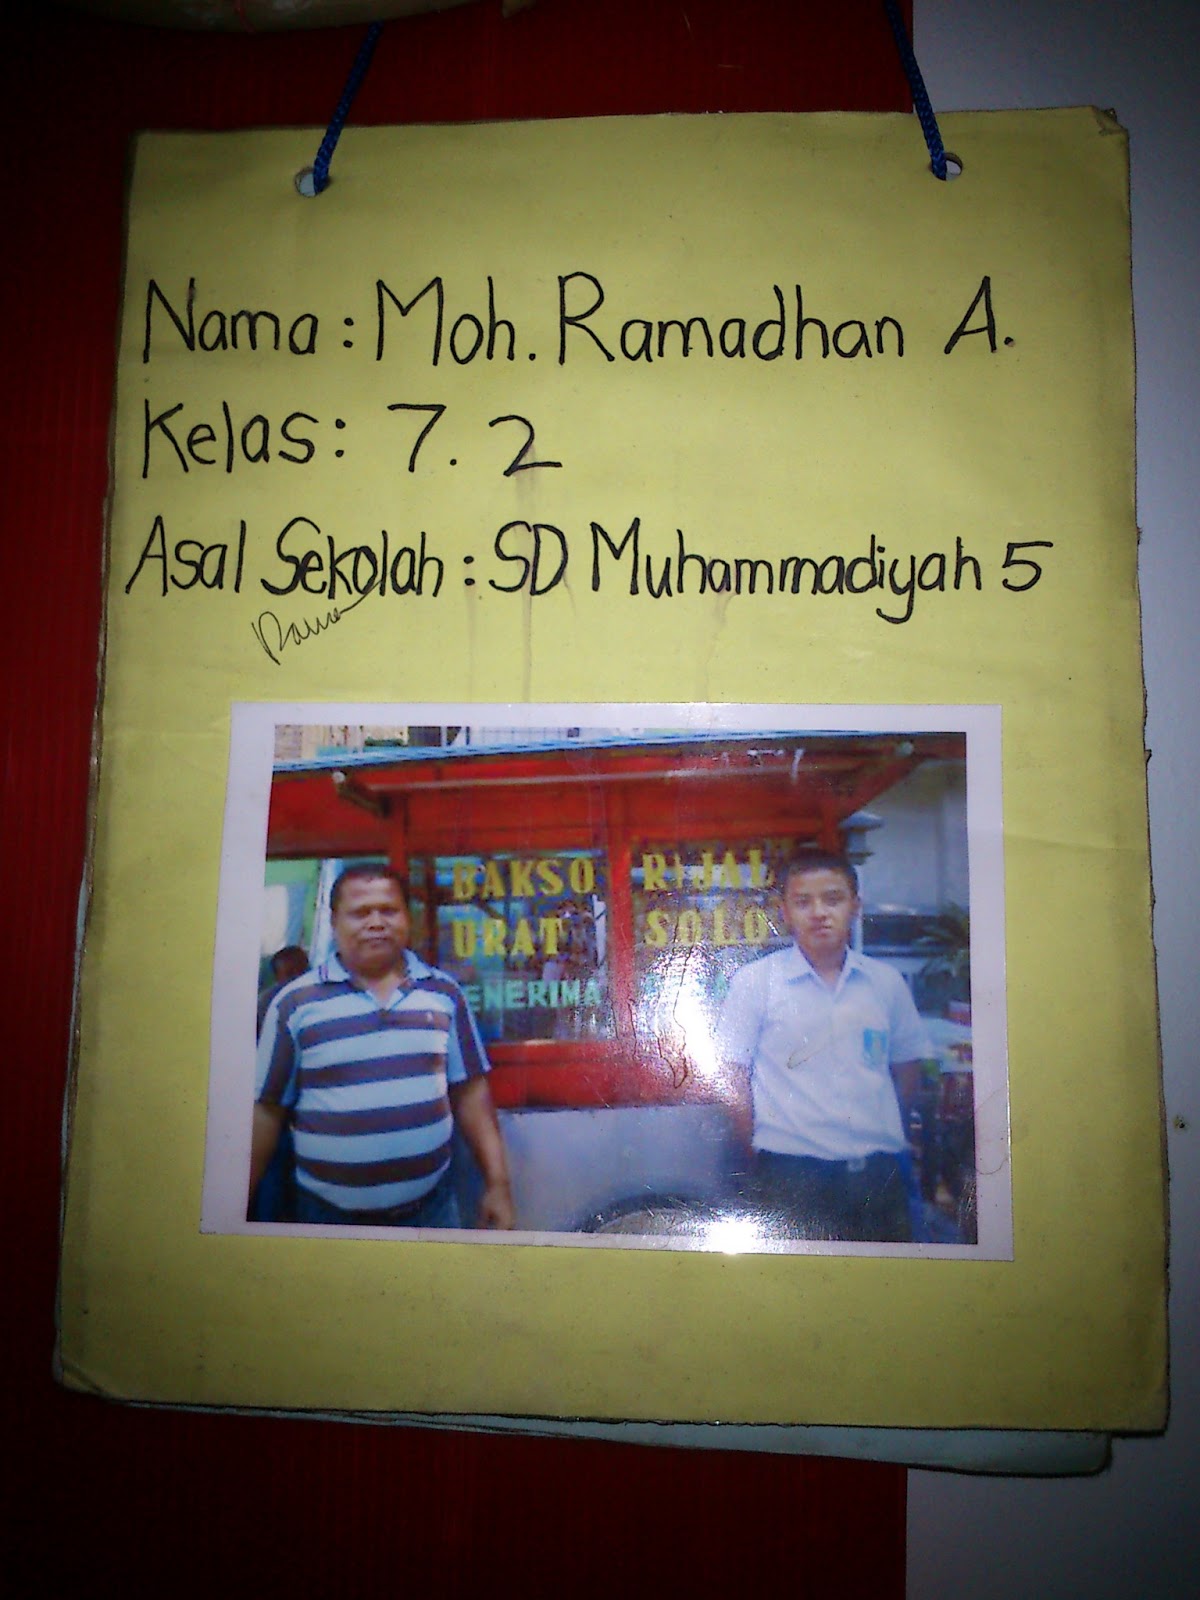 Nama : Moh. Ramadhan A.
Kelas : 7.2
Asal Sekolah : SD Muhammadiyah 5
BAKSO RIJAL
URAT SOLO
ENERIMA